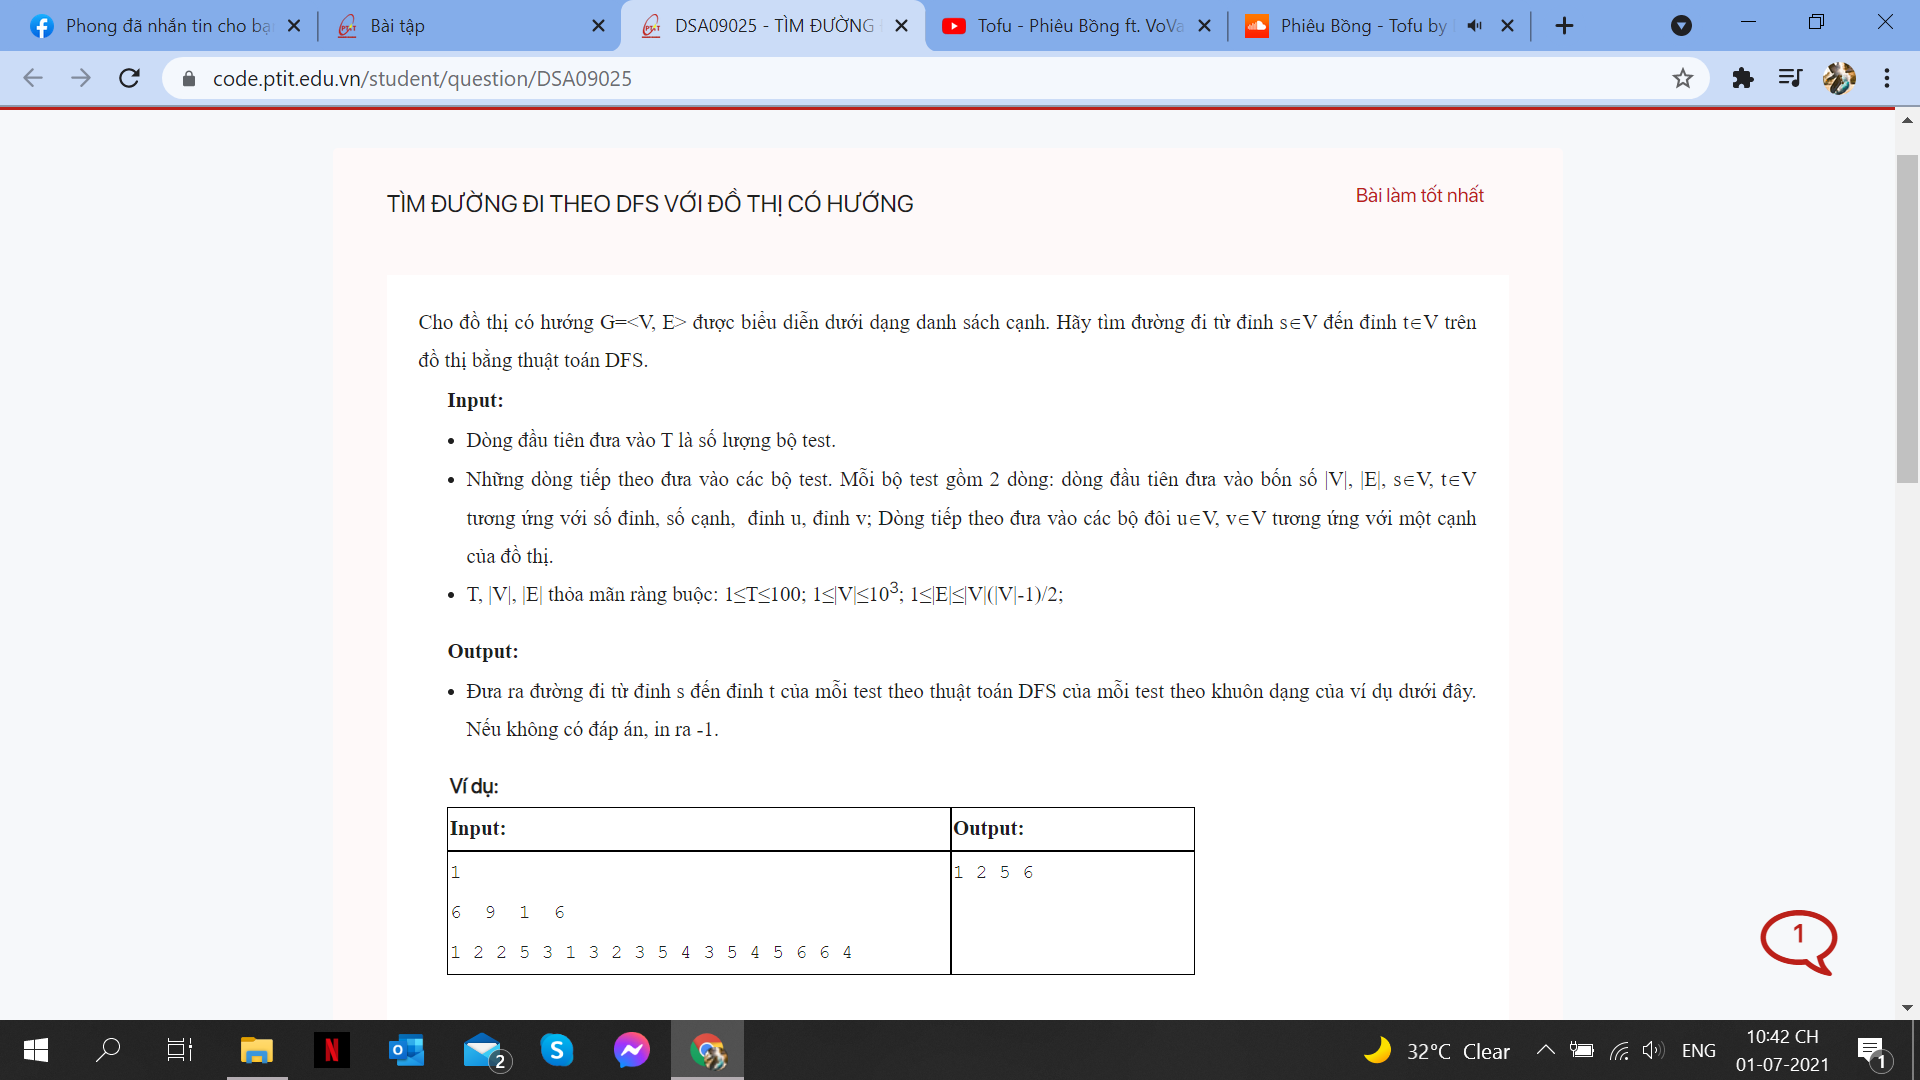 Phong đã nhắn tin cho bạ
Bài tập
DSA09025 - TÌM ĐƯỜNG
Tofu - Phiêu Bồng ft. VoVa
Phiêu Bồng - Tofu by
code.ptit.edu.vn/student/question/DSA09025
TÌM ĐƯỜNG ĐI THEO DFS VỚI ĐỒ THỊ CÓ HƯỚNG
Bài làm tốt nhất
Cho đồ thị có hướng G=<V, E> được biểu diễn dưới dạng danh sách cạnh. Hãy tìm đường đi từ đỉnh s∈V đến đỉnh t∈V trên
đồ thị bằng thuật toán DFS.
Input:
• Dòng đầu tiên đưa vào T là số lượng bộ test.
• Những dòng tiếp theo đưa vào các bộ test. Mỗi bộ test gồm 2 dòng: dòng đầu tiên đưa vào bốn số |V|, |E|, s∈V, t∈V
tương ứng với số đỉnh, số cạnh, đỉnh u, đỉnh v; Dòng tiếp theo đưa vào các bộ đôi u∈V, v∈V tương ứng với một cạnh
của đồ thị.
• T, |V|, |E| thỏa mãn ràng buộc: 1≤T≤100; 1≤|V|≤10³; 1≤|E|≤|V|(|V|-1)/2;
Output:
• Đưa ra đường đi từ đỉnh s đến đỉnh t của mỗi test theo thuật toán DFS của mỗi test theo khuôn dạng của ví dụ dưới đây.
Nếu không có đáp án, in ra -1.
Ví dụ:
Input:
Output:
1
1 2 5 6
6 9 1 6
1 2 2 5 3 1 3 2 3 5 4 3 5 4 5 6 6 4
1
2
32°C Clear
ENG
10:42 CH
01-07-2021
1